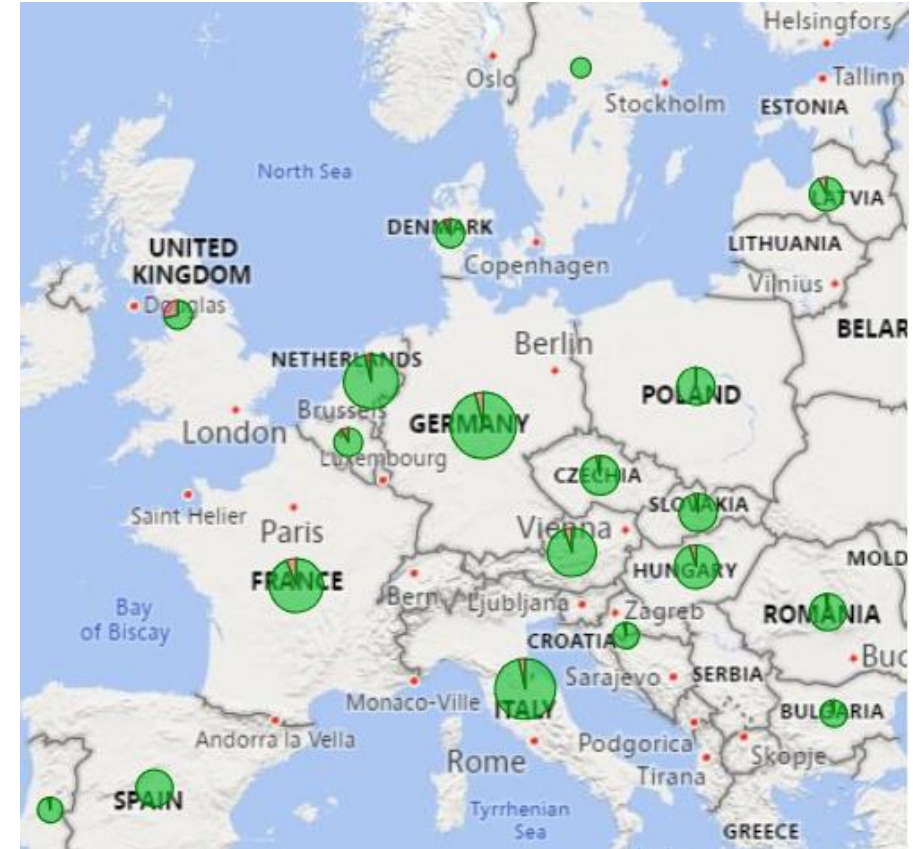 Helsingfors
Oslo
Tallinn
Stockholm
ESTONIA
North Sea
LATVIA
DENMARK
LITHUANIA
UNITED
KINGDOM
Copenhagen
Vilnius
Douglas
BELAR
Berlin
NETHERLANDS
POLAND
Brussels
GERMANY
London
Luxembourg
CZECHIA
Saint Helier
SLOVAKIA
Paris
Vienna
MOLD
FRANCE
HUNGARY
Bern
Ljubljana
Zagreb
ROMANIA
Bay
of Biscay
CROATIA
Buc
Sarajevo
SERBIA
Monaco-Ville
ITALY
BULGARIA
Andorra la Vella
Podgorica
Skopje
Rome
Tirana
SPAIN
Tyrrhenian
Sea
GREECE